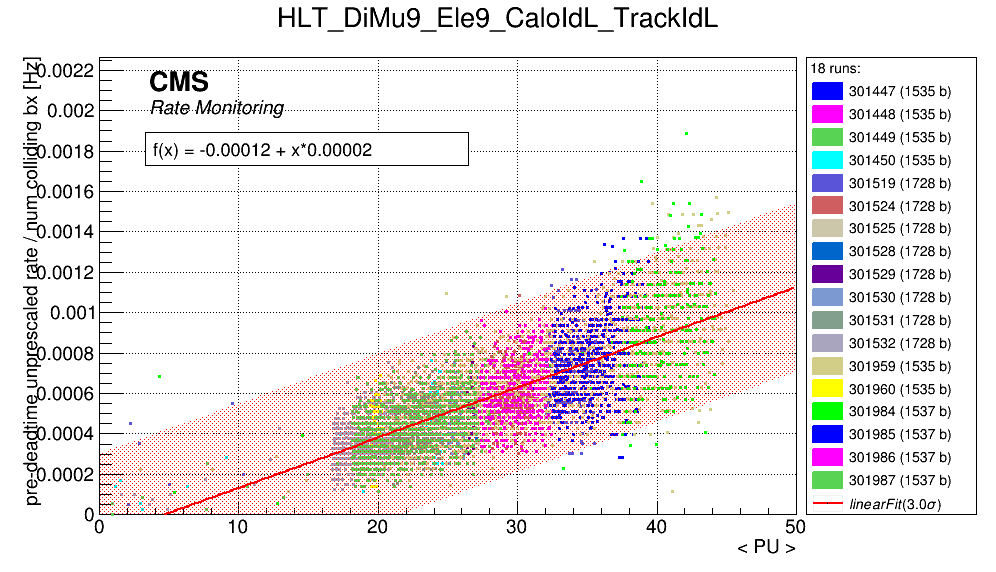 HLT_DiMu9_Ele9_CaloIdL_TrackIdL
pre-deadtime unprescaled rate / num colliding bx [Hz]
0.0022
0.002
0.0018
0.0016
0.0014
0.0012
0.001
0.0008
0.0006
0.0004
0.0002
0
CMS
Rate Monitoring
f(x) = -0.00012 + x*0.00002
0 10 20 30 40 50
< PU >
18 runs:
301447 (1535 b)
301448 (1535 b)
301449 (1535 b)
301450 (1535 b)
301519 (1728 b)
301524 (1728 b)
301525 (1728 b)
301528 (1728 b)
301529 (1728 b)
301530 (1728 b)
301531 (1728 b)
301532 (1728 b)
301959 (1535 b)
301960 (1535 b)
301984 (1537 b)
301985 (1537 b)
301986 (1537 b)
301987 (1537 b)
linearFit(3.0σ)